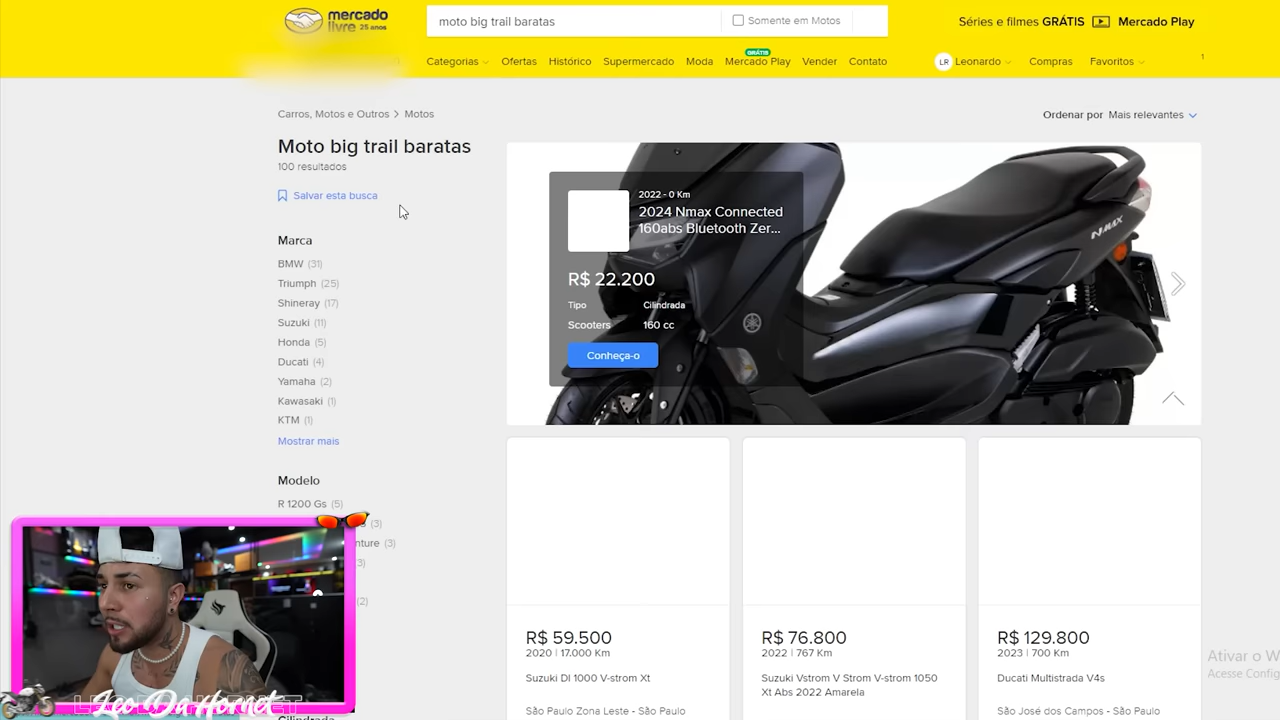 mercado
livre 25 anos
moto big trail baratas
Somente em Motos
Séries e filmes GRÁTIS Mercado Play
Categorias
Ofertas
Histórico
Supermercado
Moda
GRÁTIS
Mercado Play
Vender
Contato
LR Leonardo
Compras
Favoritos
1
Carros, Motos e Outros > Motos
Ordenar por Mais relevantes
Moto big trail baratas
100 resultados
Salvar esta busca
Marca
BMW (31)
Triumph (25)
Shineray (17)
Suzuki (11)
Honda (5)
Ducati (4)
Yamaha (2)
Kawasaki (1)
KTM (1)
Mostrar mais
Modelo
R 1200 Gs (5)
(3)
nture (3)
(2)
2022 - 0 Km
2024 Nmax Connected
160abs Bluetooth Zer...
R$ 22.200
Tipo Cilindrada
Scooters 160 cc
Conheça-o
NMAX
R$ 59.500
2020 | 17.000 Km
Suzuki Dl 1000 V-strom Xt
São Paulo Zona Leste - São Paulo
R$ 76.800
2022 | 767 Km
Suzuki Vstrom V Strom V-strom 1050
Xt Abs 2022 Amarela
R$ 129.800
2023 | 700 Km
Ducati Multistrada V4s
São José dos Campos - São Paulo
Ativar o W
Acesse Config
Leo Da Hornet